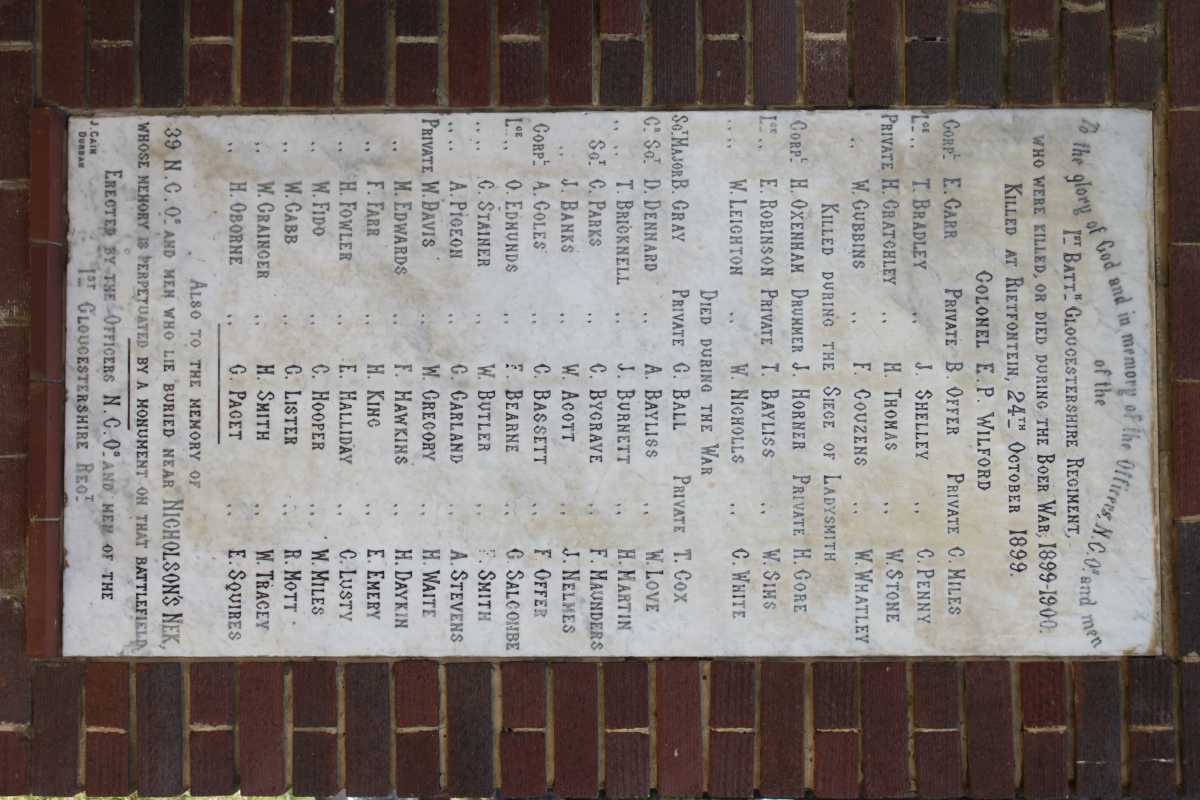 To the glory of God and in memory of the Officers, N.C.Os and men
of the
1ST BATTN GLOUCESTERSHIRE REGIMENT,
WHO WERE KILLED, OR DIED DURING THE BOER WAR, 1899-1900.
KILLED AT RIETFONTEIN, 24TH OCTOBER 1899.
COLONEL E. P. WILFORD
CORPL E. CARR PRIVATE B. OFFER PRIVATE C. MILES
LCE .. T. BRADLEY .. J. SHELLEY .. C. PENNY
PRIVATE H. CRATCHLEY .. H. THOMAS .. W. STONE
.. W. GUBBINS .. F. COUZENS .. W. WHATLEY
KILLED DURING THE SIEGE OF LADYSMITH
CORPL H. OXENHAM DRUMMER J. HORNER PRIVATE H. GORE
LCE .. E. ROBINSON PRIVATE T. BAYLISS .. W. SIMS
.. .. W. LEIGHTON .. W. NICHOLLS .. C. WHITE
DIED DURING THE WAR
SGT MAJOR B. GRAY PRIVATE G. BALL PRIVATE T. COX
CR SGT D. DENNARD .. A. BAYLISS .. W. LOVE
.. .. T. BRICKNELL .. J. BURNETT .. H. MARTIN
SGT C. PARKS .. C. BYGRAVE .. F. MAUNDERS
.. J. BANKS .. W. ACOTT .. J. NELMES
CORPL A. COLES .. C. BASSETT .. F. OFFER
LCE .. O. EDMUNDS .. F. BEARNE .. G. SALCOMBE
.. .. C. STAINER .. W. BUTLER .. F. SMITH
.. .. A. PIGEON .. G. GARLAND .. A. STEVENS
PRIVATE W. DAVIS .. W. GREGORY .. H. WAITE
.. M. EDWARDS .. F. HAWKINS .. H. DAYKIN
.. F. FARR .. H. KING .. E. EMERY
.. H. FOWLER .. E. HALLIDAY .. C. LUSTY
.. W. FIDO .. C. HOOPER .. W. MILES
.. W. GABB .. G. LISTER .. R. MOTT
.. W. GRAINGER .. H. SMITH .. W. TRACEY
.. H. OBORNE .. G. PAGET .. E. SQUIRES
ALSO TO THE MEMORY OF
39 N.C.OS AND MEN WHO LIE BURIED NEAR NICHOLSON'S NEK,
WHOSE MEMORY IS PERPETUATED BY A MONUMENT ON THAT BATTLEFIELD.
ERECTED BY THE OFFICERS N.C.OS AND MEN OF THE
1ST GLOUCESTERSHIRE REGT
J. CAIN
DURBAN